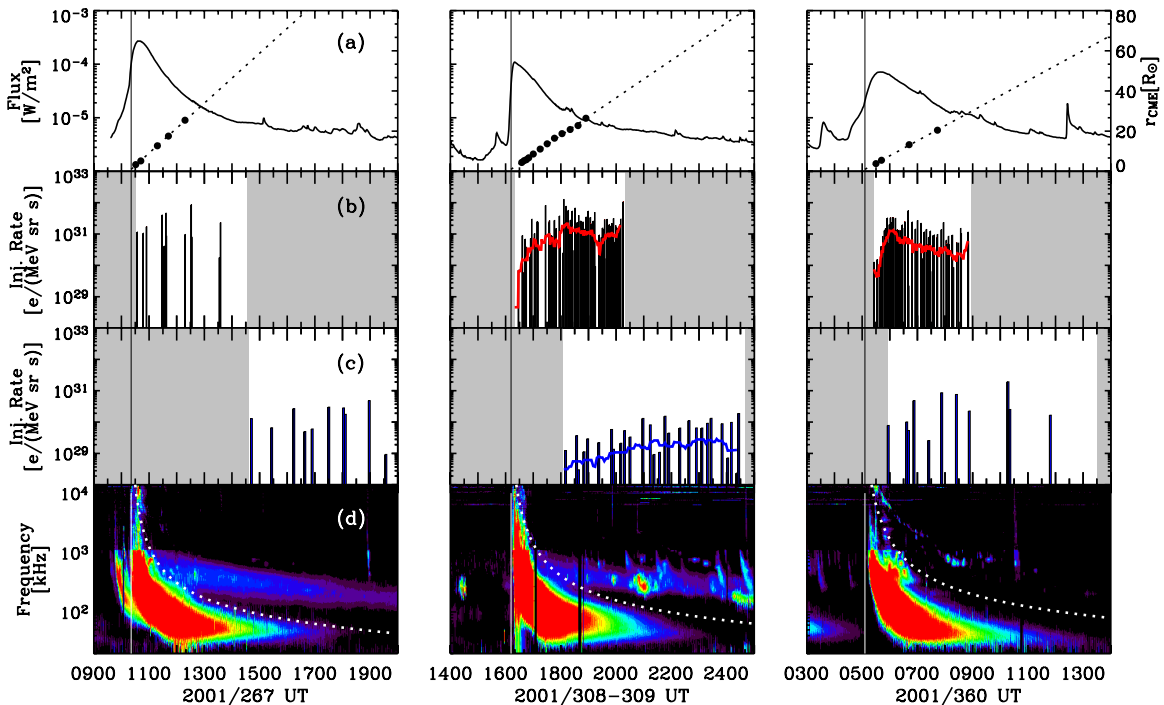 10⁻³
10⁻⁴
10⁻⁵
Flux
[W/m²]
(a)
80
60
40
20
0
r_CME[R⊙]
10³³
10³¹
10²⁹
Inj. Rate
[e/(MeV sr s)]
(b)
10³³
10³¹
10²⁹
Inj. Rate
[e/(MeV sr s)]
(c)
10⁴
10³
10²
Frequency
[kHz]
(d)
0900 1100 1300 1500 1700 1900
1400 1600 1800 2000 2200 2400
0300 0500 0700 0900 1100 1300
2001/267 UT
2001/308-309 UT
2001/360 UT